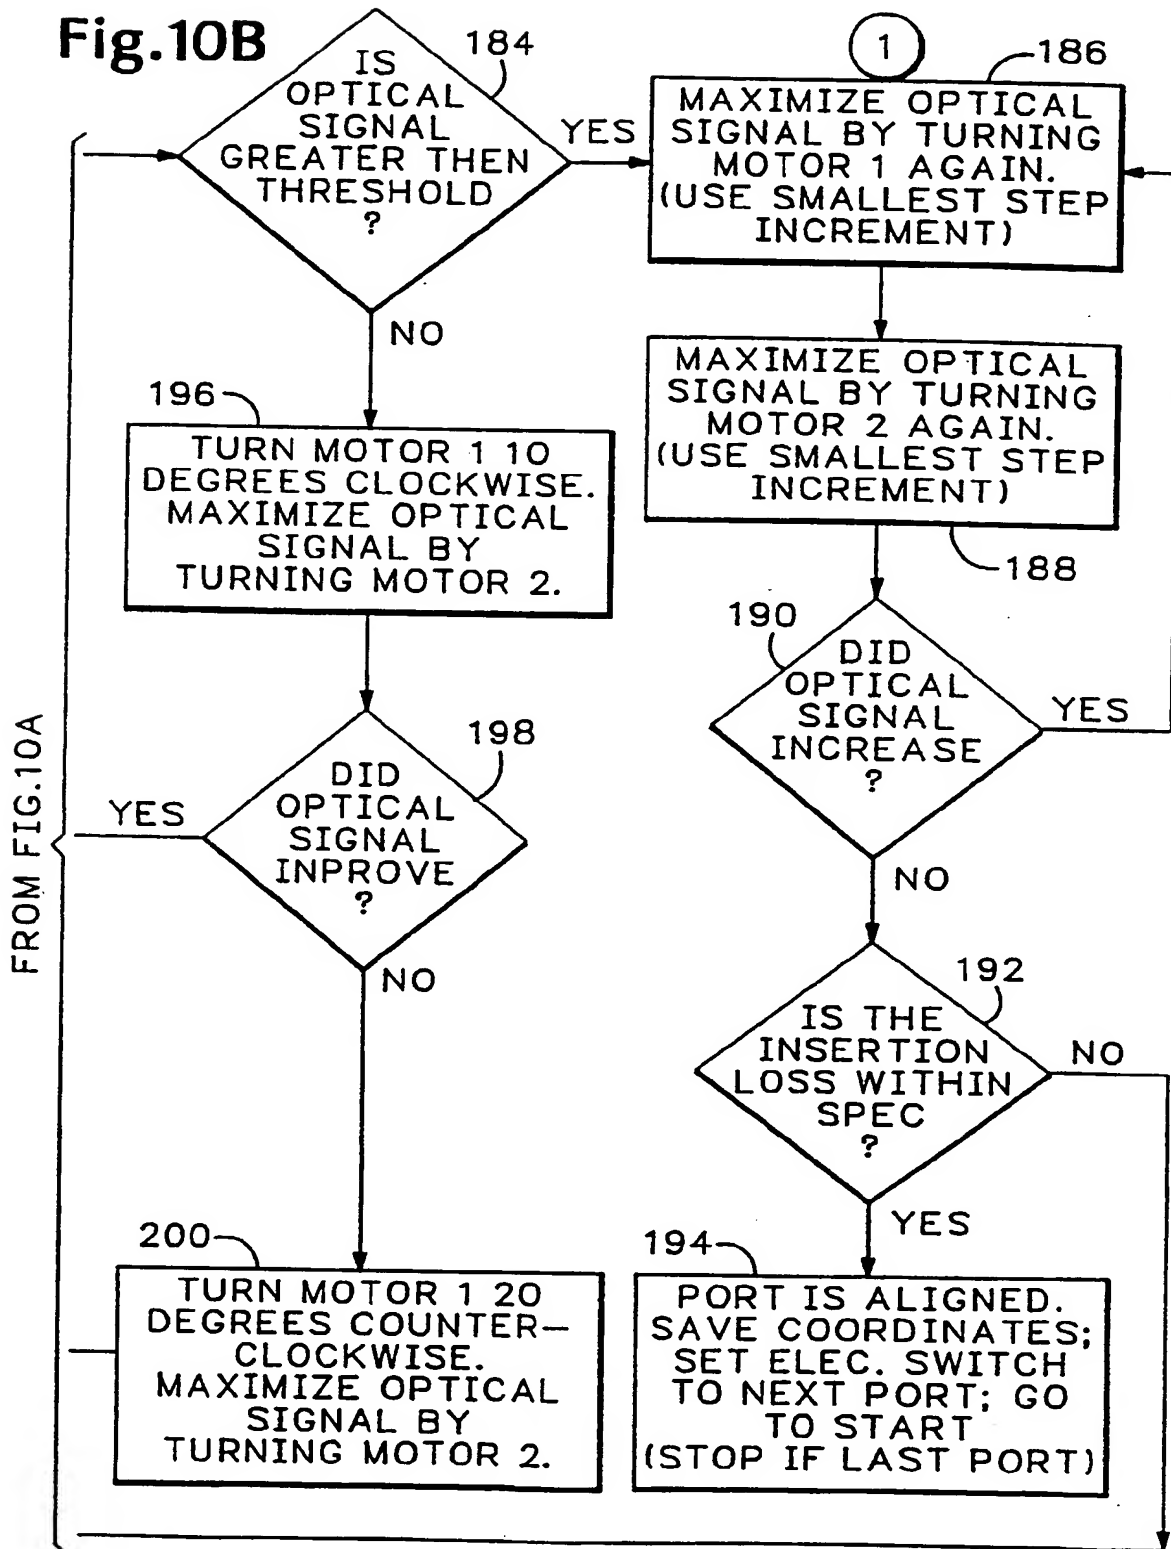 Fig.10B
184
IS
OPTICAL
SIGNAL
GREATER THEN
THRESHOLD
?
YES
NO
1
186
MAXIMIZE OPTICAL
SIGNAL BY TURNING
MOTOR 1 AGAIN.
(USE SMALLEST STEP
INCREMENT)
MAXIMIZE OPTICAL
SIGNAL BY TURNING
MOTOR 2 AGAIN.
(USE SMALLEST STEP
INCREMENT)
188
196
TURN MOTOR 1 10
DEGREES CLOCKWISE.
MAXIMIZE OPTICAL
SIGNAL BY
TURNING MOTOR 2.
190
DID
OPTICAL
SIGNAL
INCREASE
?
YES
NO
198
DID
OPTICAL
SIGNAL
INPROVE
?
YES
NO
FROM FIG.10A
192
IS THE
INSERTION
LOSS WITHIN
SPEC
?
NO
YES
200
TURN MOTOR 1 20
DEGREES COUNTER-
CLOCKWISE.
MAXIMIZE OPTICAL
SIGNAL BY
TURNING MOTOR 2.
194
PORT IS ALIGNED.
SAVE COORDINATES;
SET ELEC. SWITCH
TO NEXT PORT; GO
TO START
(STOP IF LAST PORT)